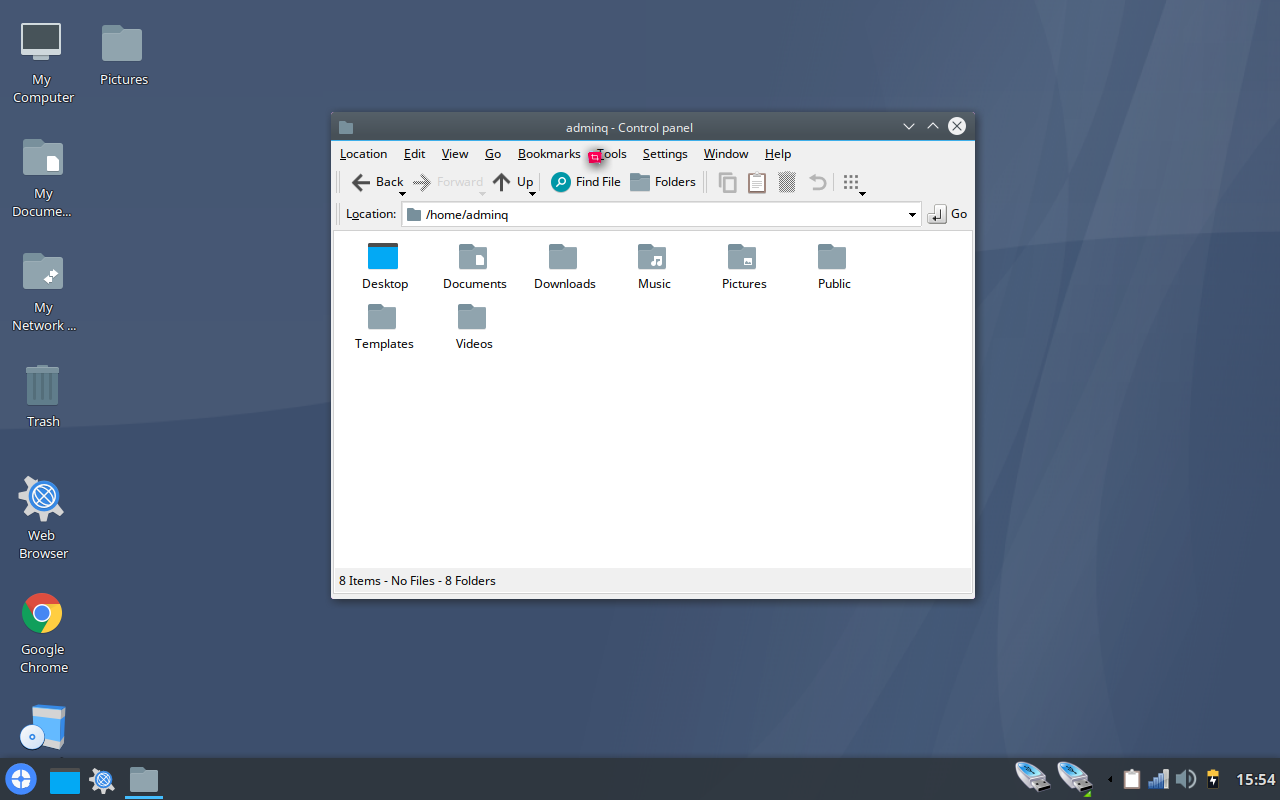 My
Computer
Pictures
My
Docume...
My
Network ...
Trash
Web
Browser
Google
Chrome
adminq - Control panel
Location Edit View Go Bookmarks Tools Settings Window Help
Back Forward Up Find File Folders
Location: /home/adminq Go
Desktop Documents Downloads Music Pictures Public
Templates Videos
8 Items - No Files - 8 Folders
15:54